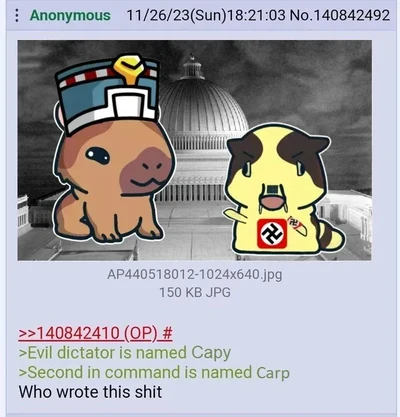 Anonymous 11/26/23(Sun)18:21:03 No.140842492
AP440518012-1024x640.jpg
150 KB JPG
>>140842410 (OP) #
>Evil dictator is named Capy
>Second in command is named Carp
Who wrote this shit